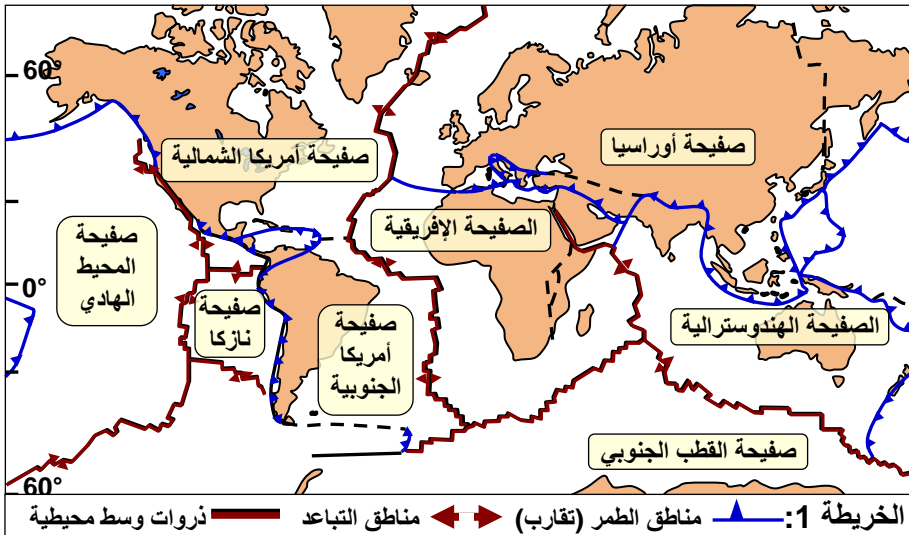 60°
صفيحة أوراسيا
صفيحة أمريكا الشمالية
الصفيحة الإفريقية
صفيحة
المحيط
الهادي
0°
صفيحة
نازكا
صفيحة
أمريكا
الجنوبية
الصفيحة الهندوسترالية
صفيحة القطب الجنوبي
60°
الخريطة 1: مناطق الطمر (تقارب) مناطق التباعد ذروات وسط محيطية